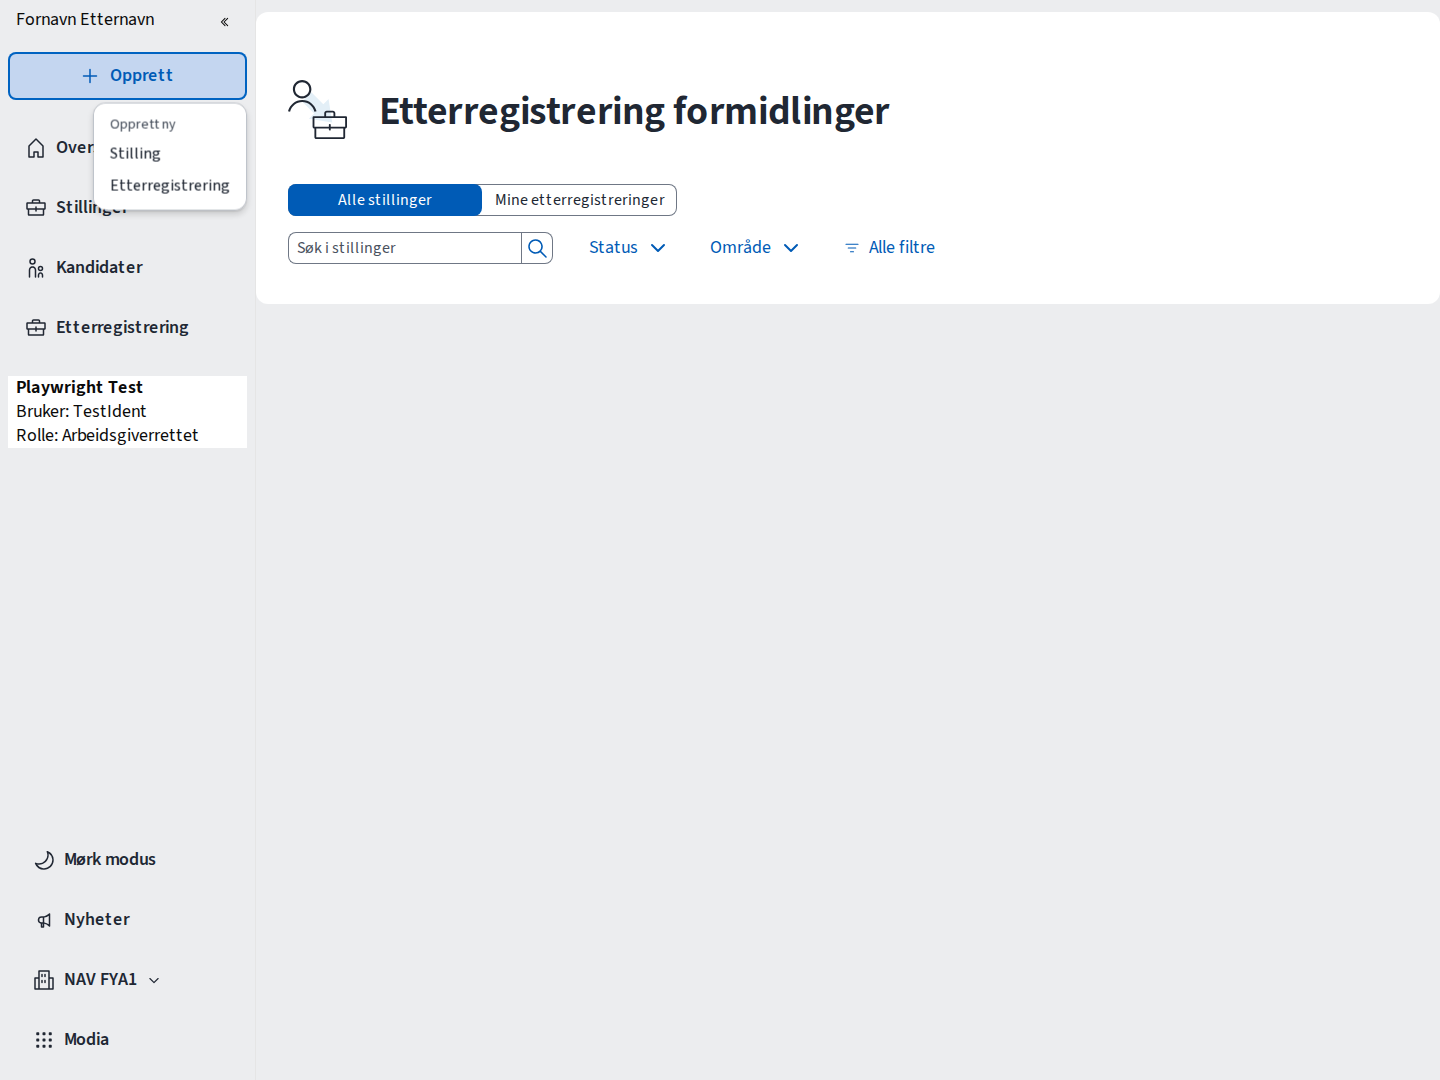 Fornavn Etternavn
Opprett
Opprett ny
Stilling
Etterregistrering
Over
Stillinger
Kandidater
Etterregistrering
Playwright Test
Bruker: TestIdent
Rolle: Arbeidsgiverrettet
Mørk modus
Nyheter
NAV FYA1
Modia
Etterregistrering formidlinger
Alle stillinger
Mine etterregistreringer
Søk i stillinger
Status
Område
Alle filtre